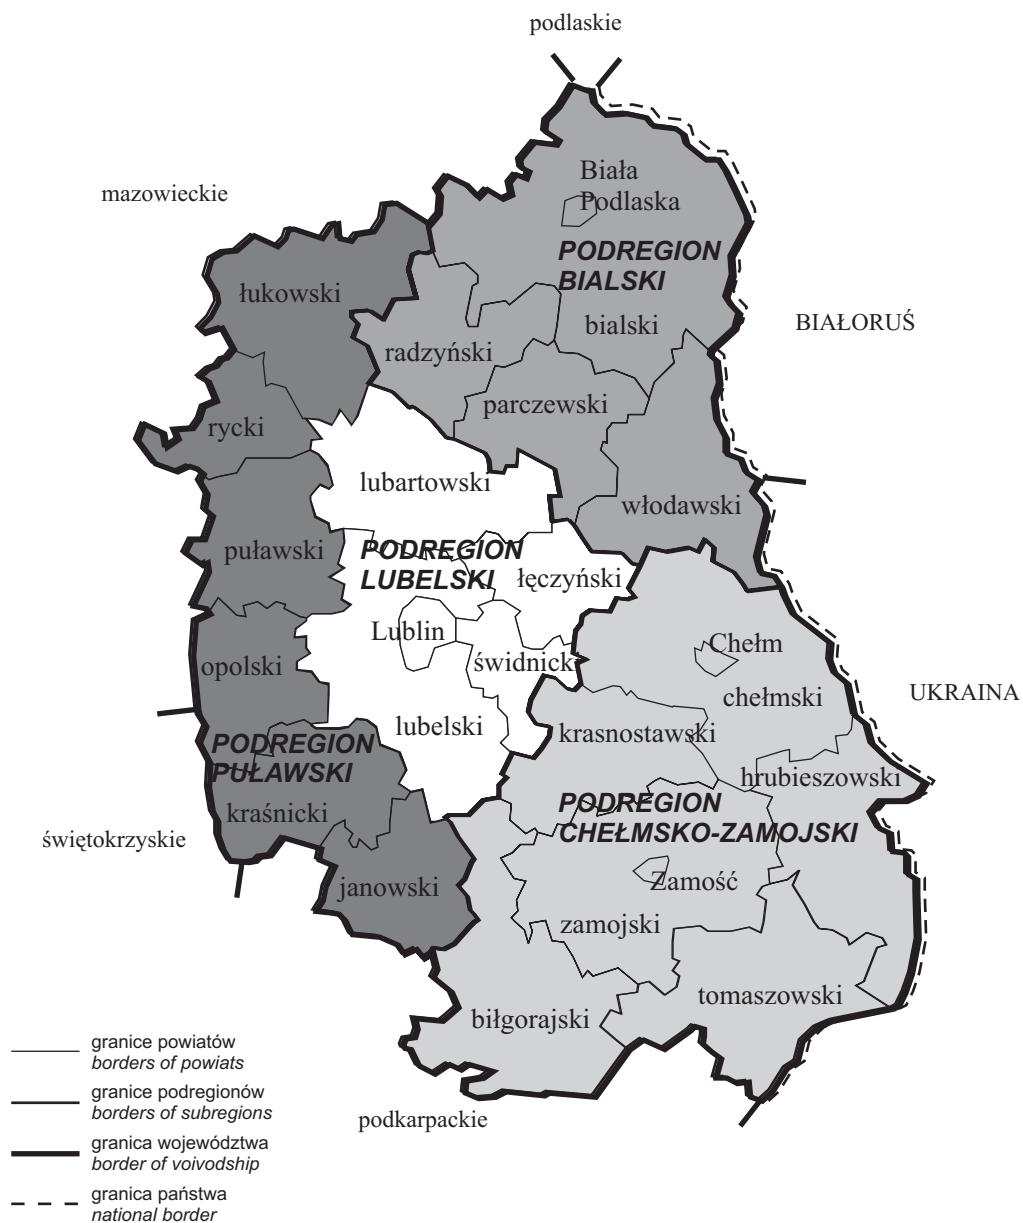 podlaskie
mazowieckie
Biała
Podlaska
PODREGION
BIALSKI
łukowski
bialski
BIAŁORUŚ
radzyński
parczewski
rycki
lubartowski
włodawski
puławski
PODREGION
LUBELSKI
łęczyński
Lublin
Chełm
opolski
świdnick
chełmski
UKRAINA
lubelski
krasnostawski
PODREGION
PUŁAWSKI
hrubieszowski
kraśnicki
PODREGION
CHEŁMSKO-ZAMOJSKI
świętokrzyskie
janowski
Zamość
zamojski
tomaszowski
biłgorajski
podkarpackie
granice powiatów
borders of powiats
granice podregionów
borders of subregions
granica województwa
border of voivodship
granica państwa
national border